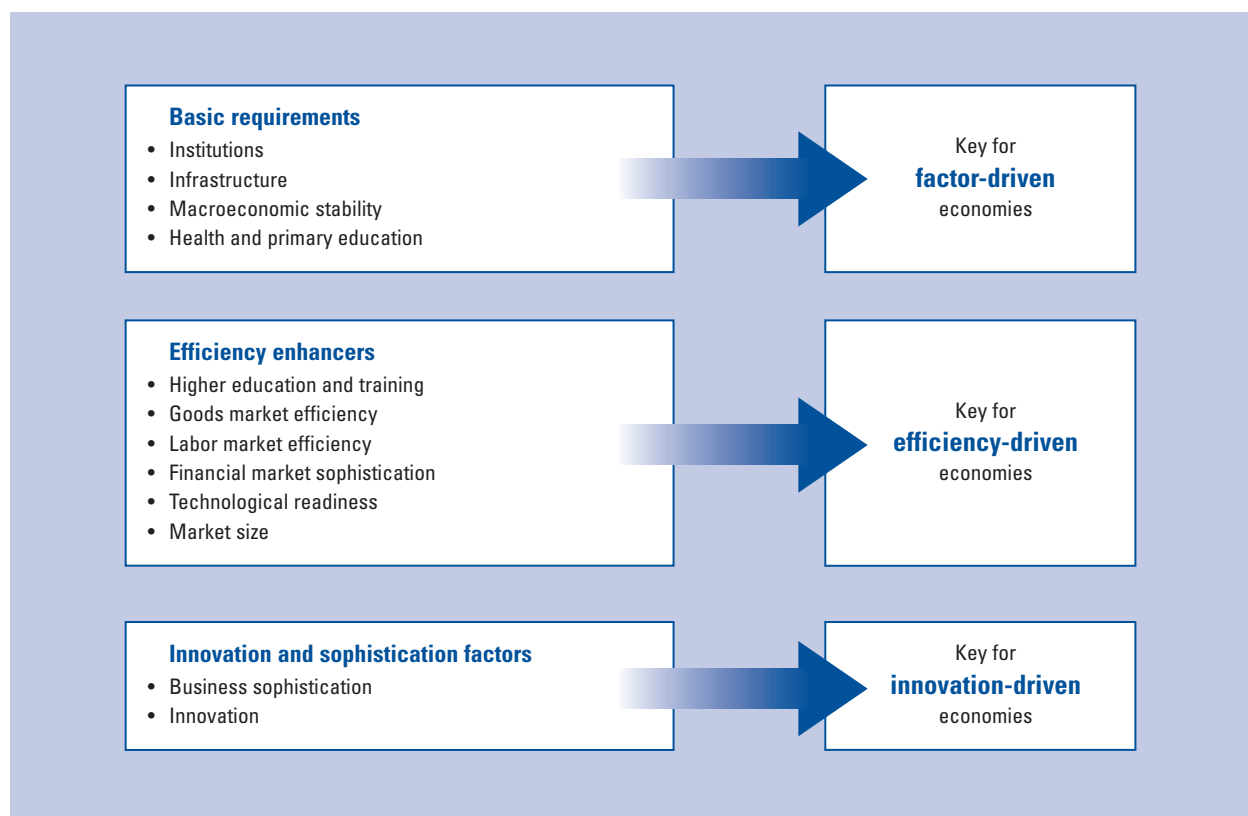 Basic requirements
• Institutions
• Infrastructure
• Macroeconomic stability
• Health and primary education
Key for
factor-driven
economies
Efficiency enhancers
• Higher education and training
• Goods market efficiency
• Labor market efficiency
• Financial market sophistication
• Technological readiness
• Market size
Key for
efficiency-driven
economies
Innovation and sophistication factors
• Business sophistication
• Innovation
Key for
innovation-driven
economies